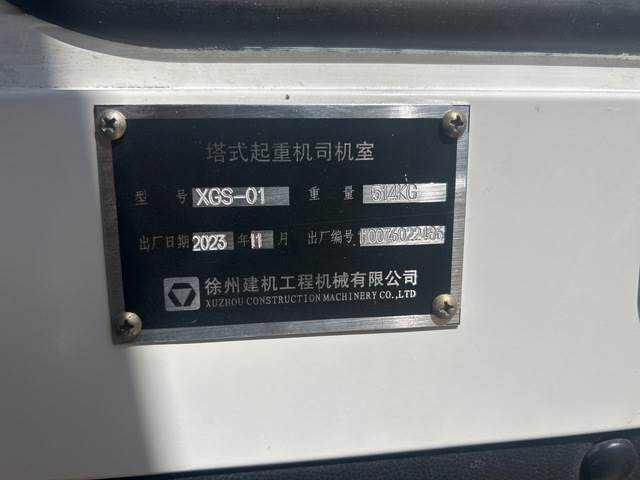 塔式起重机司机室
型 号 XGS-01 重 量 514KG
出厂日期 2023 年 11 月 出厂编号
徐州建机工程机械有限公司
XUZHOU CONSTRUCTION MACHINERY CO.,LTD